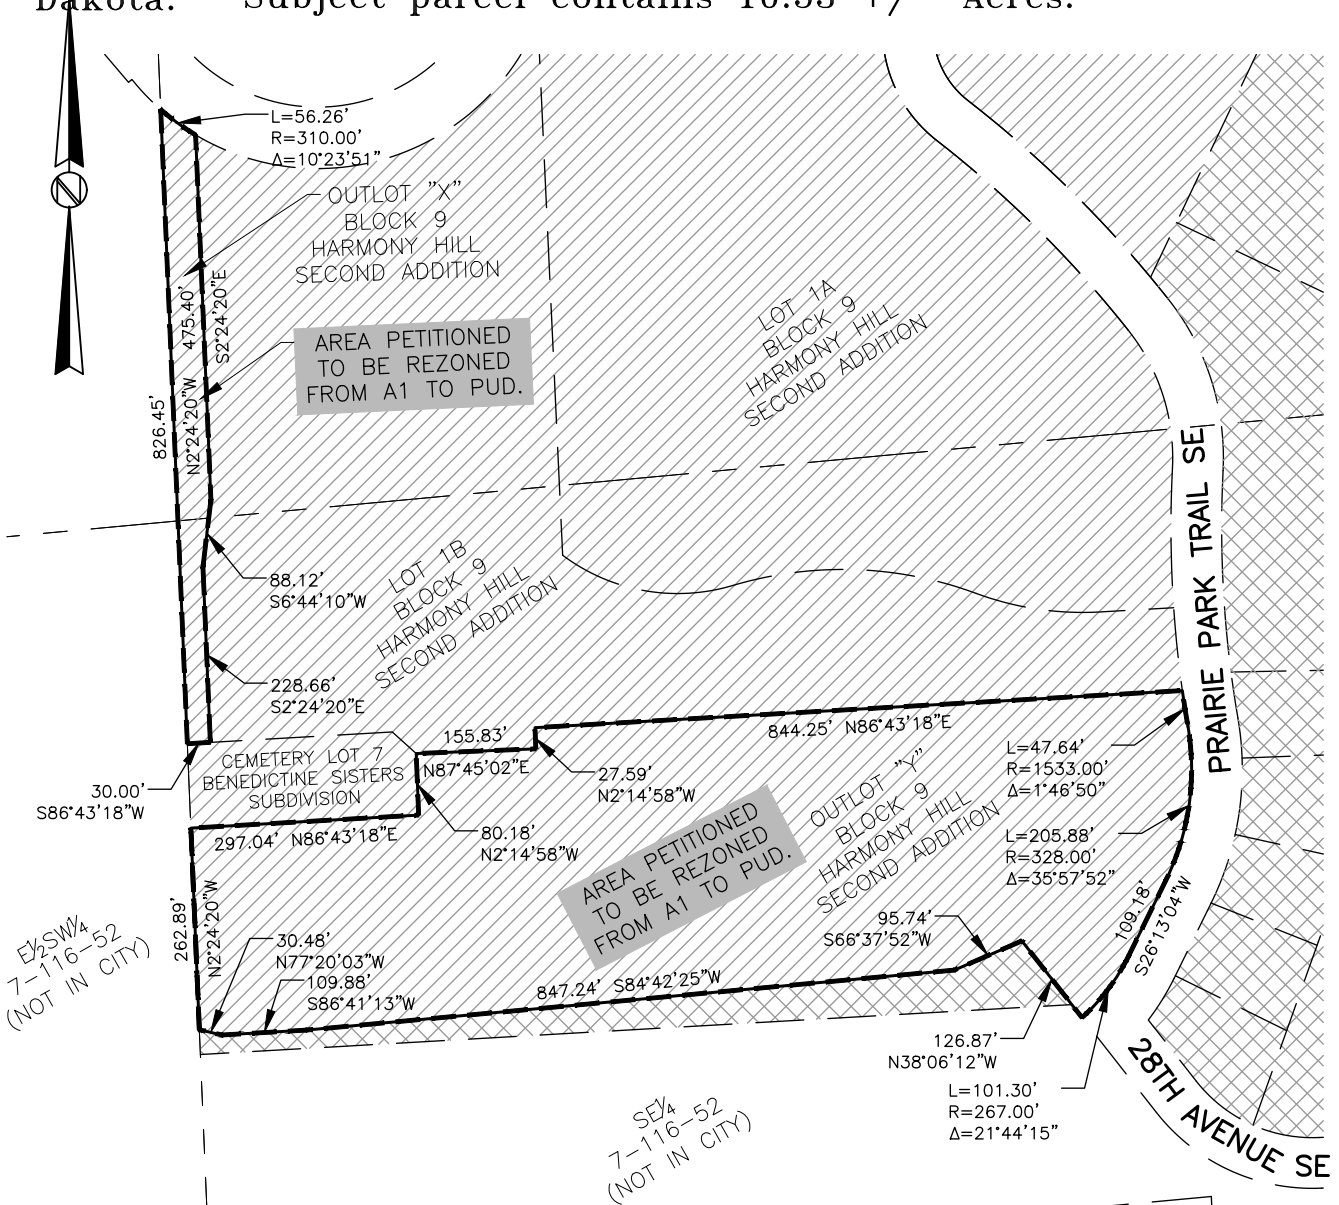 Dakota. Subject parcel contains 10.55 +/- Acres.
L=56.26'
R=310.00'
Δ=10°23'51"
OUTLOT "X"
BLOCK 9
HARMONY HILL
SECOND ADDITION
N
475.40'
N2°24'20"W
S2°24'20"E
826.45'
AREA PETITIONED
TO BE REZONED
FROM A1 TO PUD.
LOT 1A
BLOCK 9
HARMONY HILL
SECOND ADDITION
PRAIRIE PARK TRAIL SE
88.12'
S6°44'10"W
LOT 1B
BLOCK 9
HARMONY HILL
SECOND ADDITION
228.66'
S2°24'20"E
30.00'
S86°43'18"W
CEMETERY LOT 7
BENEDICTINE SISTERS
SUBDIVISION
155.83'
N87°45'02"E
844.25' N86°43'18"E
27.59'
N2°14'58"W
L=47.64'
R=1533.00'
Δ=1°46'50"
297.04' N86°43'18"E
80.18'
N2°14'58"W
AREA PETITIONED
TO BE REZONED
FROM A1 TO PUD.
OUTLOT "Y"
BLOCK 9
HARMONY HILL
SECOND ADDITION
L=205.88'
R=328.00'
Δ=35°57'52"
109.18'
S26°13'04"W
262.89'
N2°24'20"W
E½SW¼
7-116-52
(NOT IN CITY)
30.48'
N77°20'03"W
109.88'
S86°41'13"W
847.24' S84°42'25"W
95.74'
S66°37'52"W
126.87'
N38°06'12"W
L=101.30'
R=267.00'
Δ=21°44'15"
28TH AVENUE SE
SE¼
7-116-52
(NOT IN CITY)